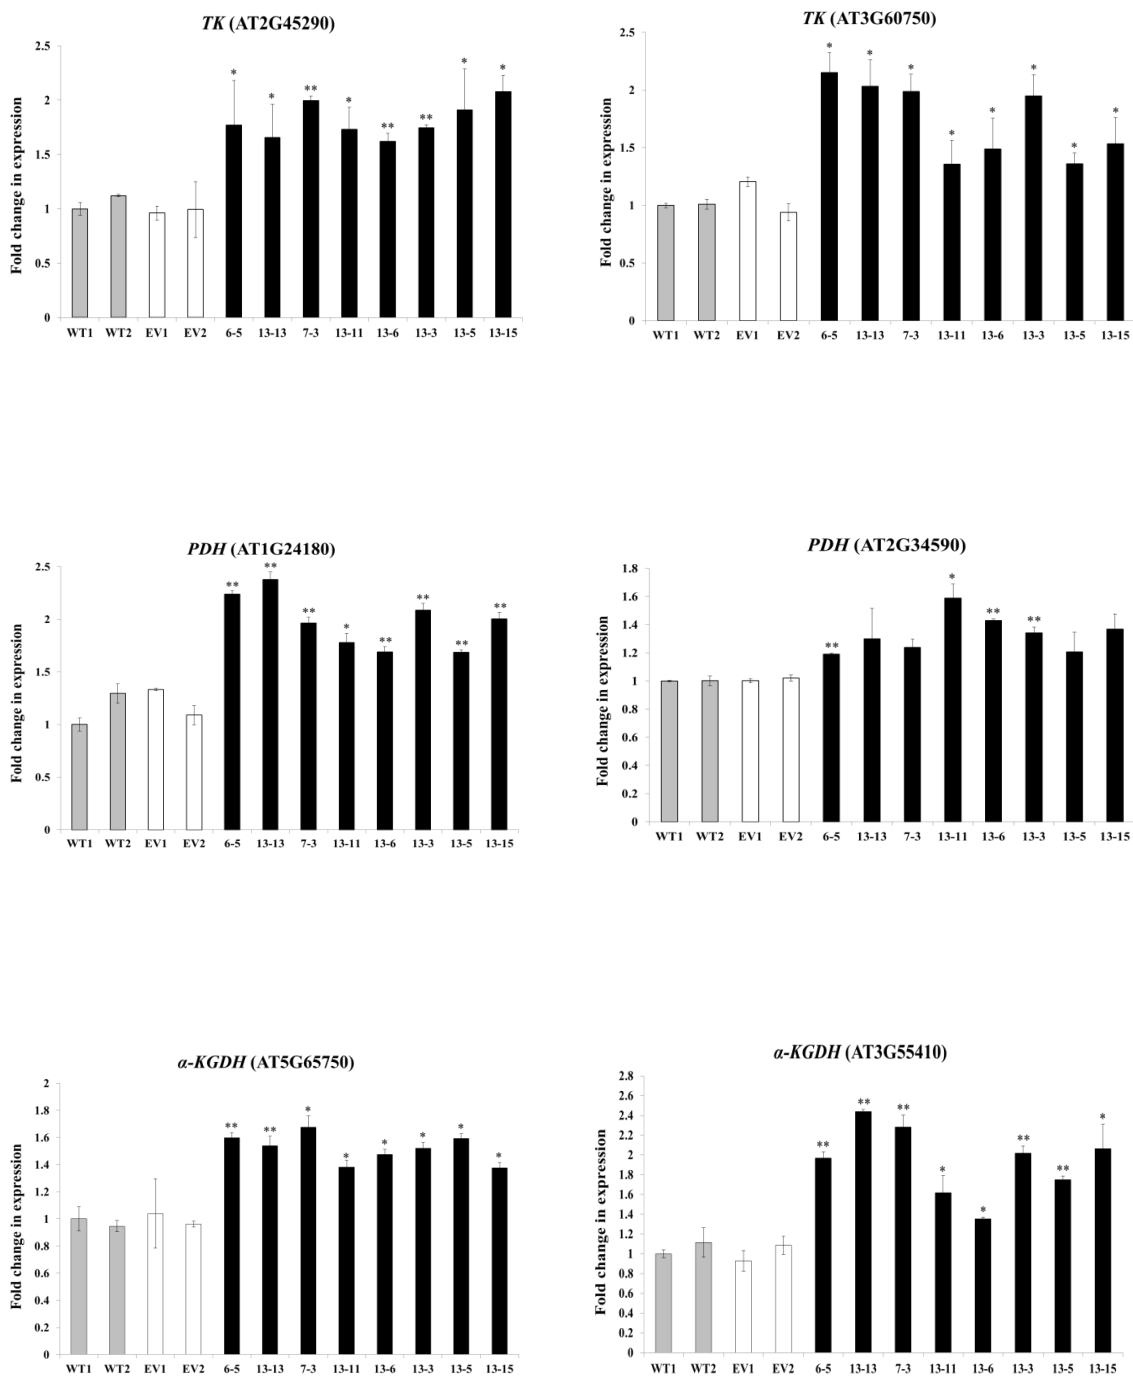 TK (AT2G45290)
Fold change in expression
2.5
2
1.5
1
0.5
0
* * ** * ** ** * *
WT1 WT2 EV1 EV2 6-5 13-13 7-3 13-11 13-6 13-3 13-5 13-15
TK (AT3G60750)
Fold change in expression
2.5
2
1.5
1
0.5
0
* * * * * * * *
WT1 WT2 EV1 EV2 6-5 13-13 7-3 13-11 13-6 13-3 13-5 13-15
PDH (AT1G24180)
Fold change in expression
2.5
2
1.5
1
0.5
0
** ** ** * ** ** ** **
WT1 WT2 EV1 EV2 6-5 13-13 7-3 13-11 13-6 13-3 13-5 13-15
PDH (AT2G34590)
Fold change in expression
1.8
1.6
1.4
1.2
1
0.8
0.6
0.4
0.2
0
** * ** **
WT1 WT2 EV1 EV2 6-5 13-13 7-3 13-11 13-6 13-3 13-5 13-15
α-KGDH (AT5G65750)
Fold change in expression
2
1.8
1.6
1.4
1.2
1
0.8
0.6
0.4
0.2
0
** ** * * * * * *
WT1 WT2 EV1 EV2 6-5 13-13 7-3 13-11 13-6 13-3 13-5 13-15
α-KGDH (AT3G55410)
Fold change in expression
2.8
2.6
2.4
2.2
2
1.8
1.6
1.4
1.2
1
0.8
0.6
0.4
0.2
0
** ** ** * * ** ** *
WT1 WT2 EV1 EV2 6-5 13-13 7-3 13-11 13-6 13-3 13-5 13-15